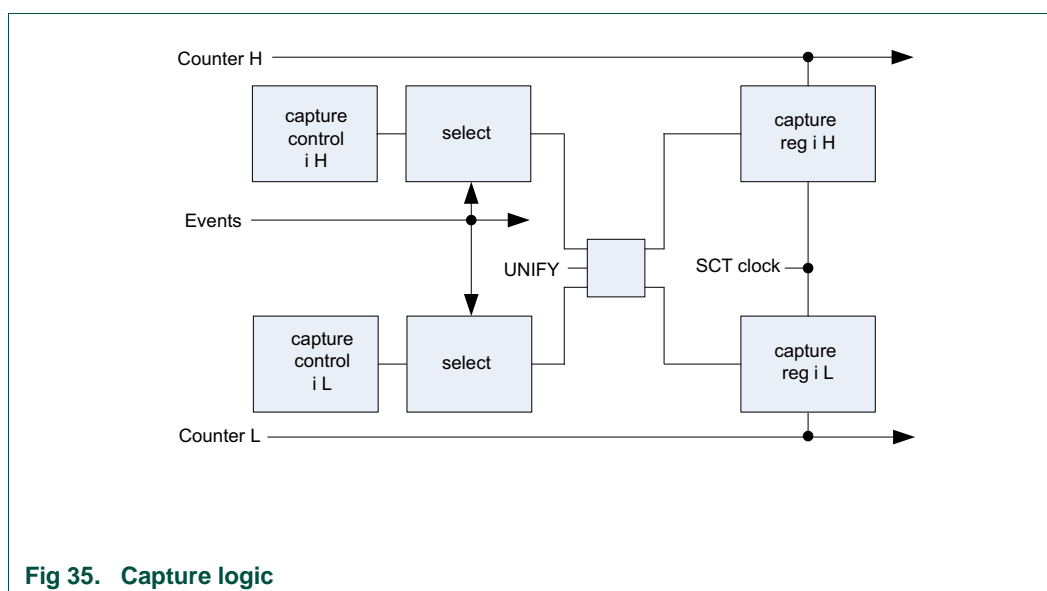 Counter H
capture
control
i H
select
capture
reg i H
Events
UNIFY
SCT clock
capture
control
i L
select
capture
reg i L
Counter L
Fig 35. Capture logic